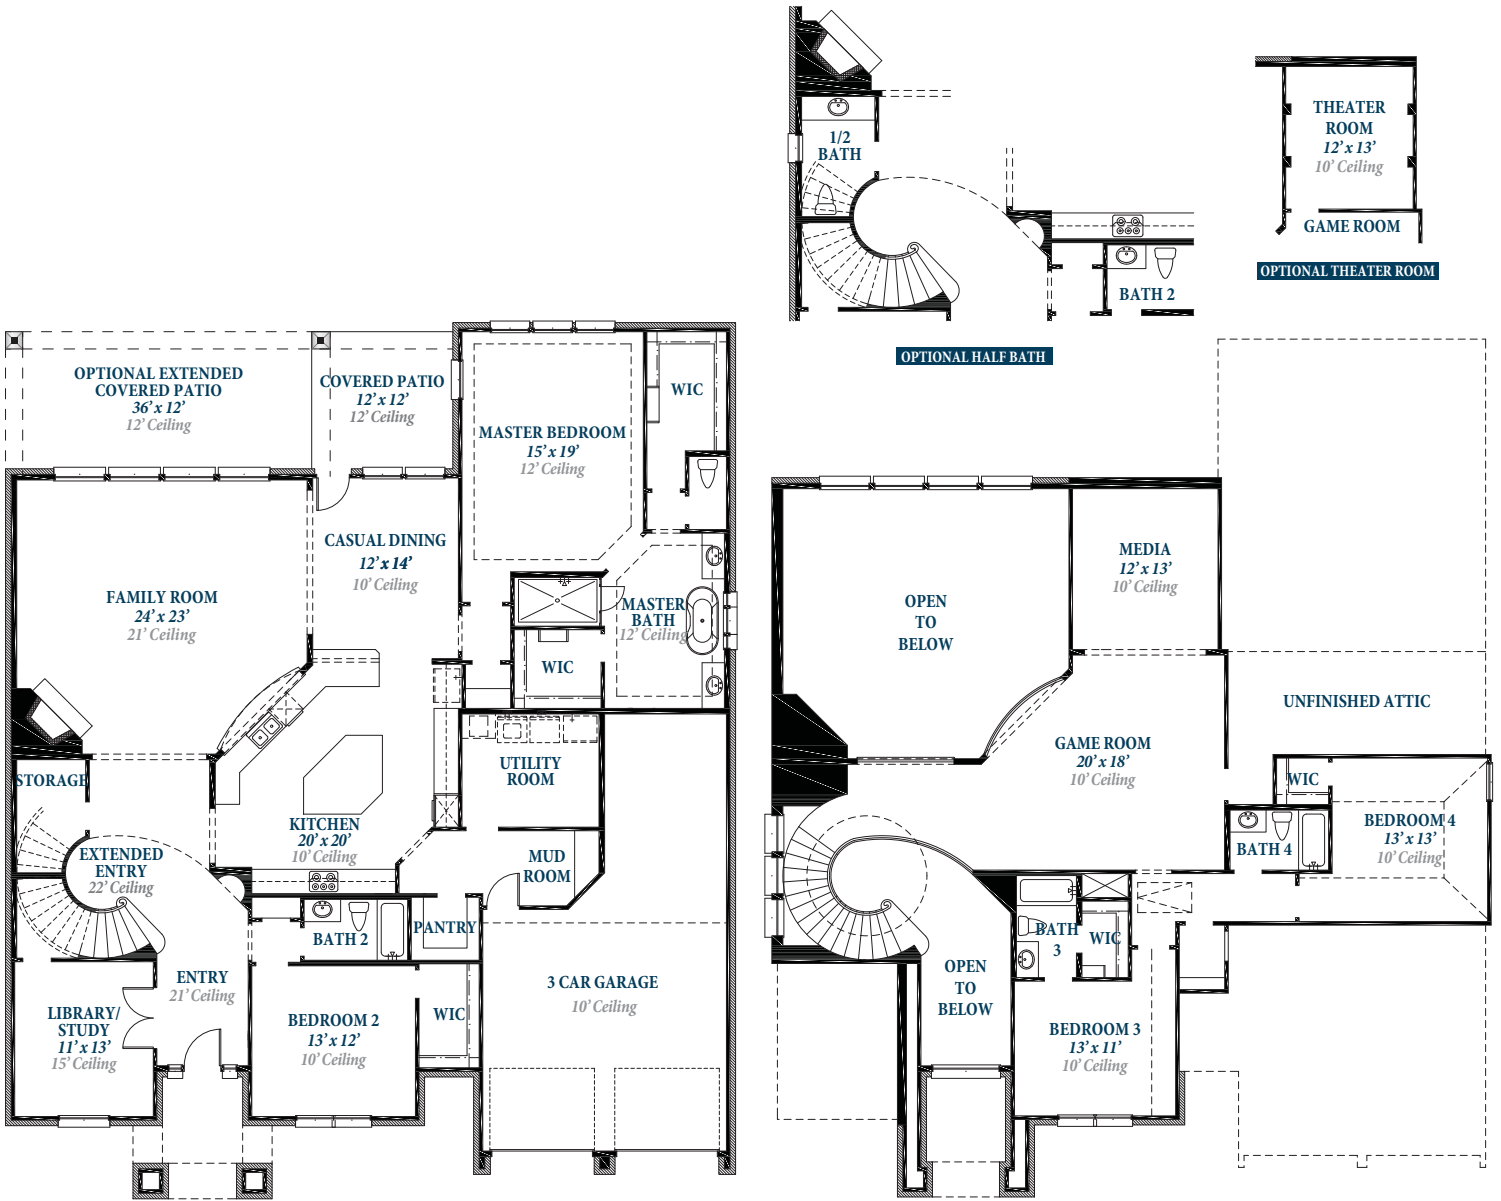 1/2
BATH
BATH 2
OPTIONAL HALF BATH
THEATER
ROOM
12' x 13'
10' Ceiling
GAME ROOM
OPTIONAL THEATER ROOM
OPTIONAL EXTENDED
COVERED PATIO
36' x 12'
12' Ceiling
COVERED PATIO
12' x 12'
12' Ceiling
MASTER BEDROOM
15' x 19'
12' Ceiling
WIC
CASUAL DINING
12' x 14'
10' Ceiling
FAMILY ROOM
24' x 23'
21' Ceiling
MASTER
BATH
12' Ceiling
WIC
STORAGE
UTILITY
ROOM
KITCHEN
20' x 20'
10' Ceiling
EXTENDED
ENTRY
22' Ceiling
MUD
ROOM
BATH 2
PANTRY
ENTRY
21' Ceiling
3 CAR GARAGE
10' Ceiling
LIBRARY/
STUDY
11' x 13'
15' Ceiling
BEDROOM 2
13' x 12'
10' Ceiling
WIC
OPEN
TO
BELOW
MEDIA
12' x 13'
10' Ceiling
UNFINISHED ATTIC
GAME ROOM
20' x 18'
10' Ceiling
WIC
BEDROOM 4
13' x 13'
10' Ceiling
BATH 4
BATH
3
WIC
OPEN
TO
BELOW
BEDROOM 3
13' x 11'
10' Ceiling